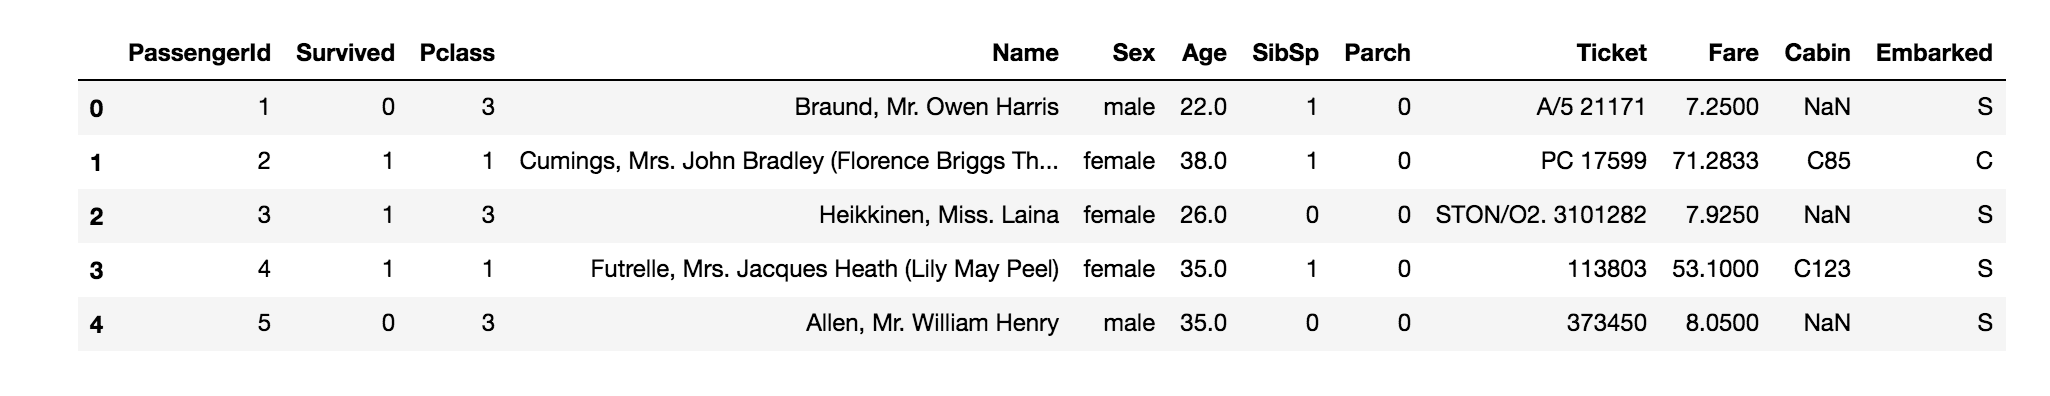 PassengerId Survived Pclass Name Sex Age SibSp Parch Ticket Fare Cabin Embarked
0 1 0 3 Braund, Mr. Owen Harris male 22.0 1 0 A/5 21171 7.2500 NaN S
1 2 1 1 Cumings, Mrs. John Bradley (Florence Briggs Th... female 38.0 1 0 PC 17599 71.2833 C85 C
2 3 1 3 Heikkinen, Miss. Laina female 26.0 0 0 STON/O2. 3101282 7.9250 NaN S
3 4 1 1 Futrelle, Mrs. Jacques Heath (Lily May Peel) female 35.0 1 0 113803 53.1000 C123 S
4 5 0 3 Allen, Mr. William Henry male 35.0 0 0 373450 8.0500 NaN S